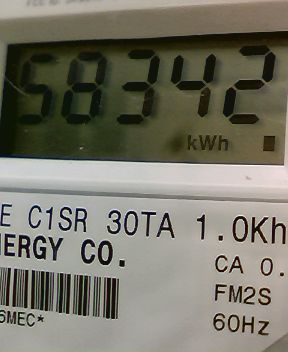 58342
kWh
E C1SR 30TA 1.0Kh
ERGY CO.
CA 0.
FM2S
6MEC*
60Hz